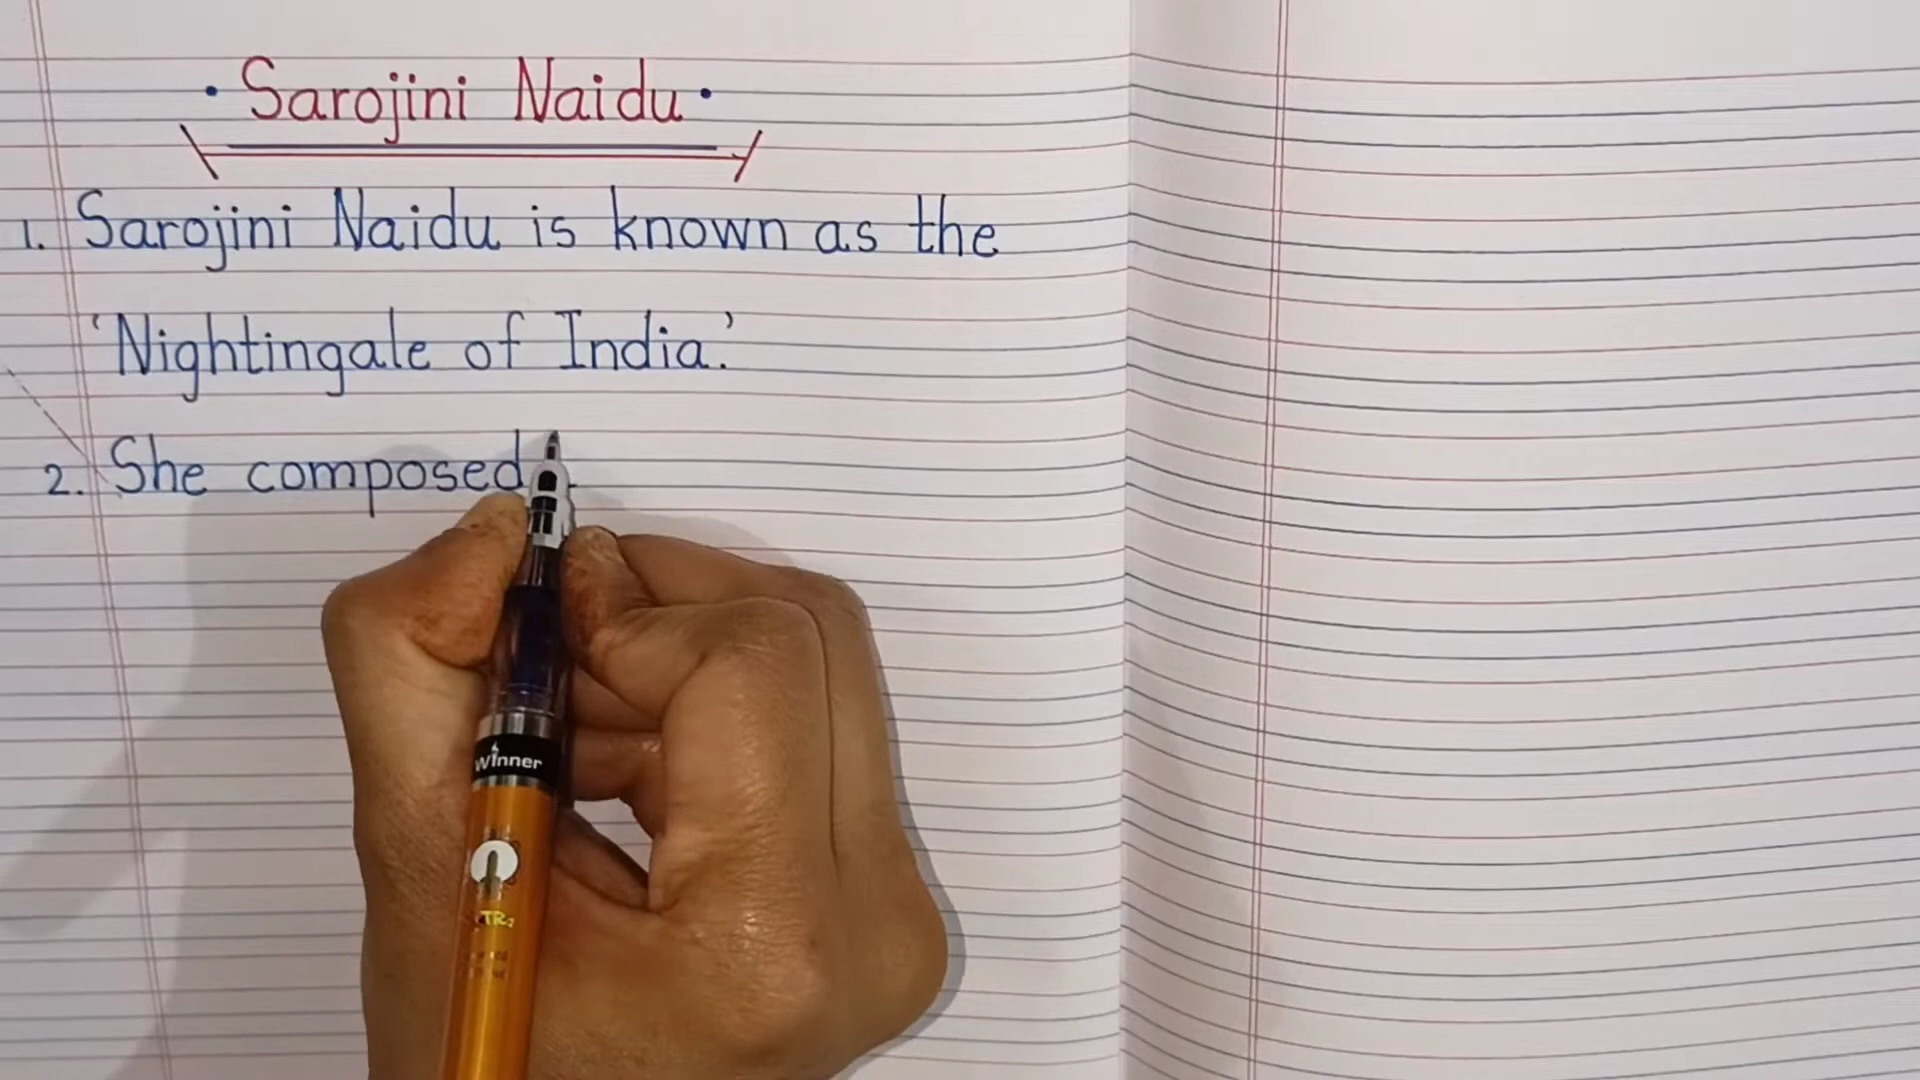 · Sarojini Naidu ·
1. Sarojini Naidu is known as the
'Nightingale of India.'
2. She composed
winner